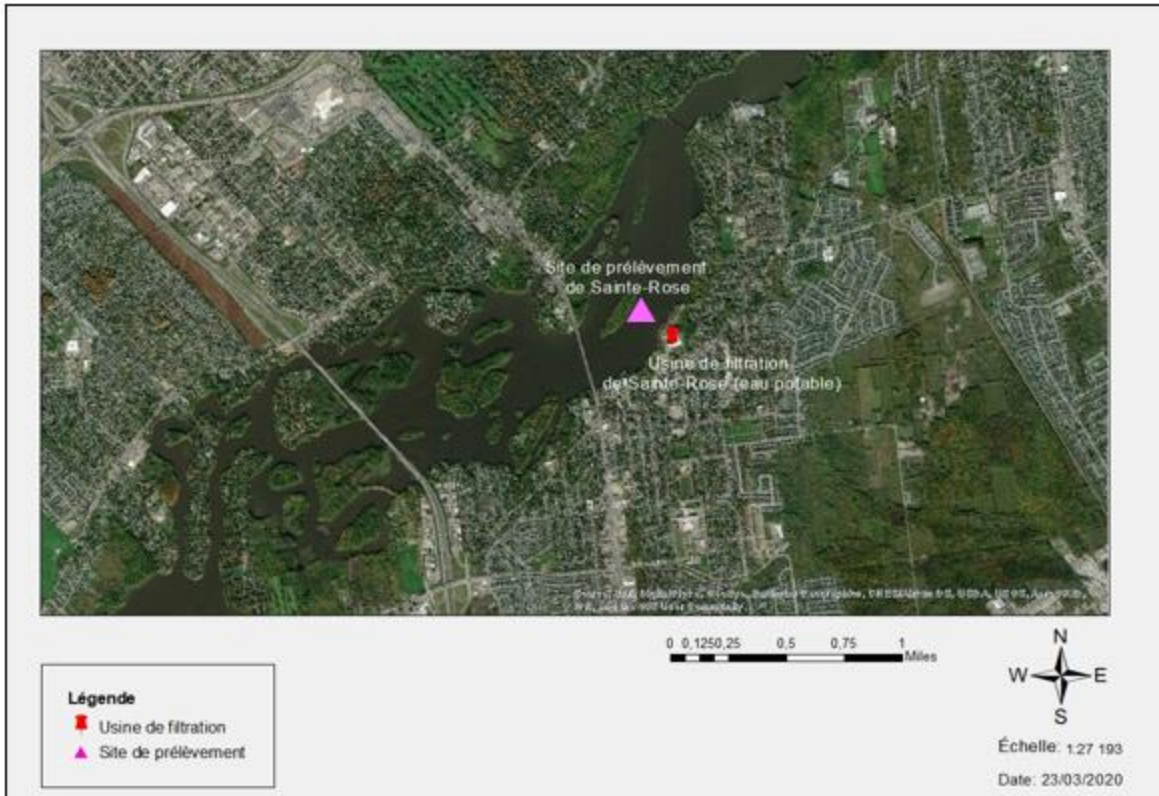 Site de prélèvement
de Sainte-Rose
Usine de filtration
de Sainte-Rose (eau potable)
0 0,1250,25 0,5 0,75 1
Miles
N
W E
S
Légende
Usine de filtration
Site de prélèvement
Échelle: 1:27 193
Date: 23/03/2020